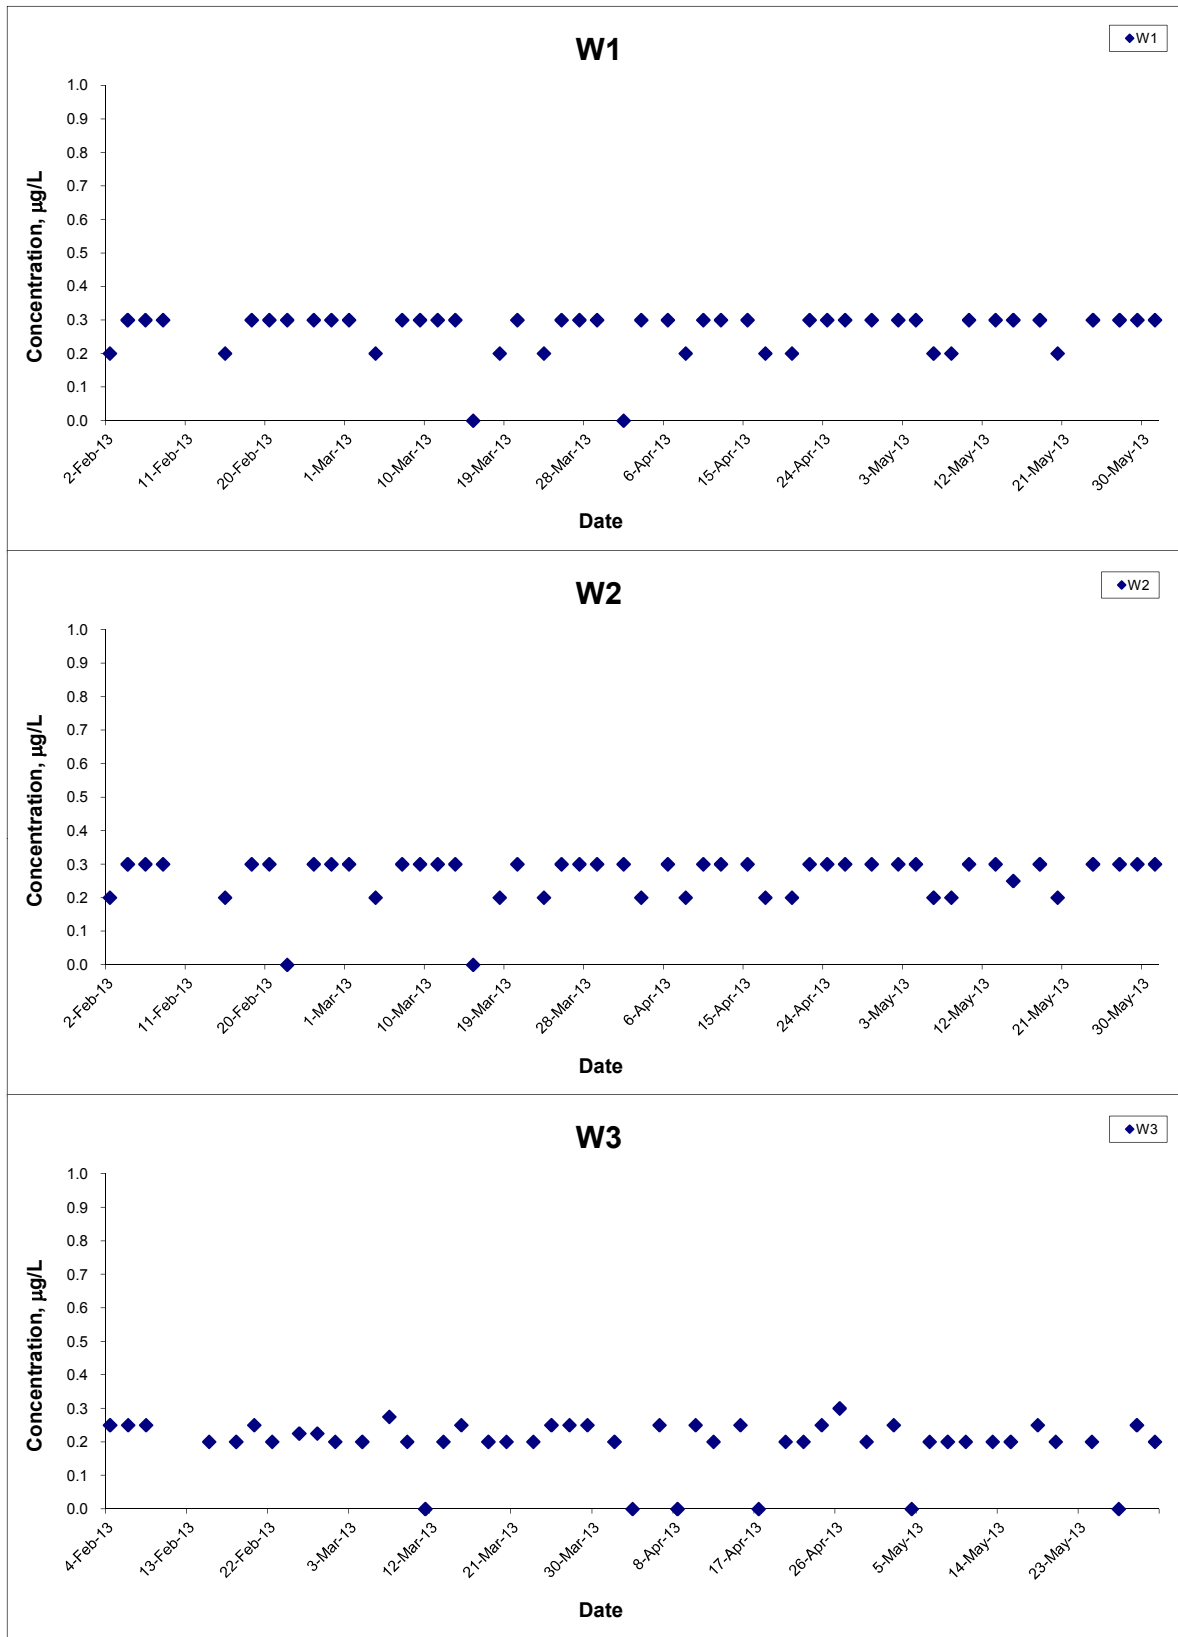 W1
W1
1.0
0.9
0.8
0.7
0.6
0.5
0.4
0.3
0.2
0.1
0.0
Concentration, µg/L
2-Feb-13
11-Feb-13
20-Feb-13
1-Mar-13
10-Mar-13
19-Mar-13
28-Mar-13
6-Apr-13
15-Apr-13
24-Apr-13
3-May-13
12-May-13
21-May-13
30-May-13
Date
W2
W2
1.0
0.9
0.8
0.7
0.6
0.5
0.4
0.3
0.2
0.1
0.0
Concentration, µg/L
2-Feb-13
11-Feb-13
20-Feb-13
1-Mar-13
10-Mar-13
19-Mar-13
28-Mar-13
6-Apr-13
15-Apr-13
24-Apr-13
3-May-13
12-May-13
21-May-13
30-May-13
Date
W3
W3
1.0
0.9
0.8
0.7
0.6
0.5
0.4
0.3
0.2
0.1
0.0
Concentration, µg/L
4-Feb-13
13-Feb-13
22-Feb-13
3-Mar-13
12-Mar-13
21-Mar-13
30-Mar-13
8-Apr-13
17-Apr-13
26-Apr-13
5-May-13
14-May-13
23-May-13
Date